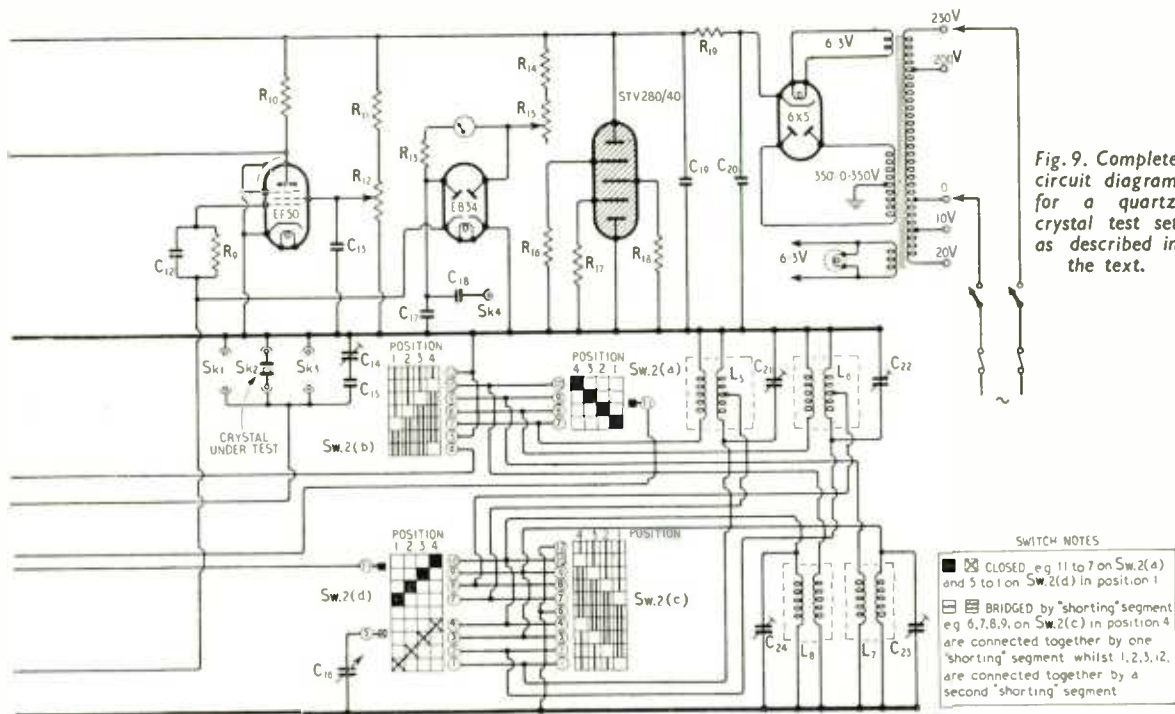 230V
200V
0
10V
20V
6·3V
350-0-350V
6·3V
6X5
R19
C19
C20
STV280/40
R14
R15
R13
R10
R11
R12
EF50
EB34
R9
C12
C13
C17
C18
Sk4
R16
R17
R18
Fig. 9. Complete
circuit diagram
for a quartz
crystal test set
as described in
the text.
Sk1
Sk2
Sk3
C14
C15
CRYSTAL
UNDER TEST
POSITION
1 2 3 4
Sw.2(b)
POSITION
4 3 2 1
Sw.2(a)
11
L5
C21
L6
C22
POSITION
1 2 3 4
Sw.2(d)
5
C16
4 3 2 1
POSITION
Sw.2(c)
C24
L8
L7
C23
SWITCH NOTES
CLOSED e.g 11 to 7 on Sw.2(a)
and 5 to 1 on Sw.2(d) in position 1
BRIDGED by "shorting" segment
eg 6,7,8,9, on Sw.2(c) in position 4
are connected together by one
"shorting" segment whilst 1,2,3,12,
are connected together by a
second "shorting" segment